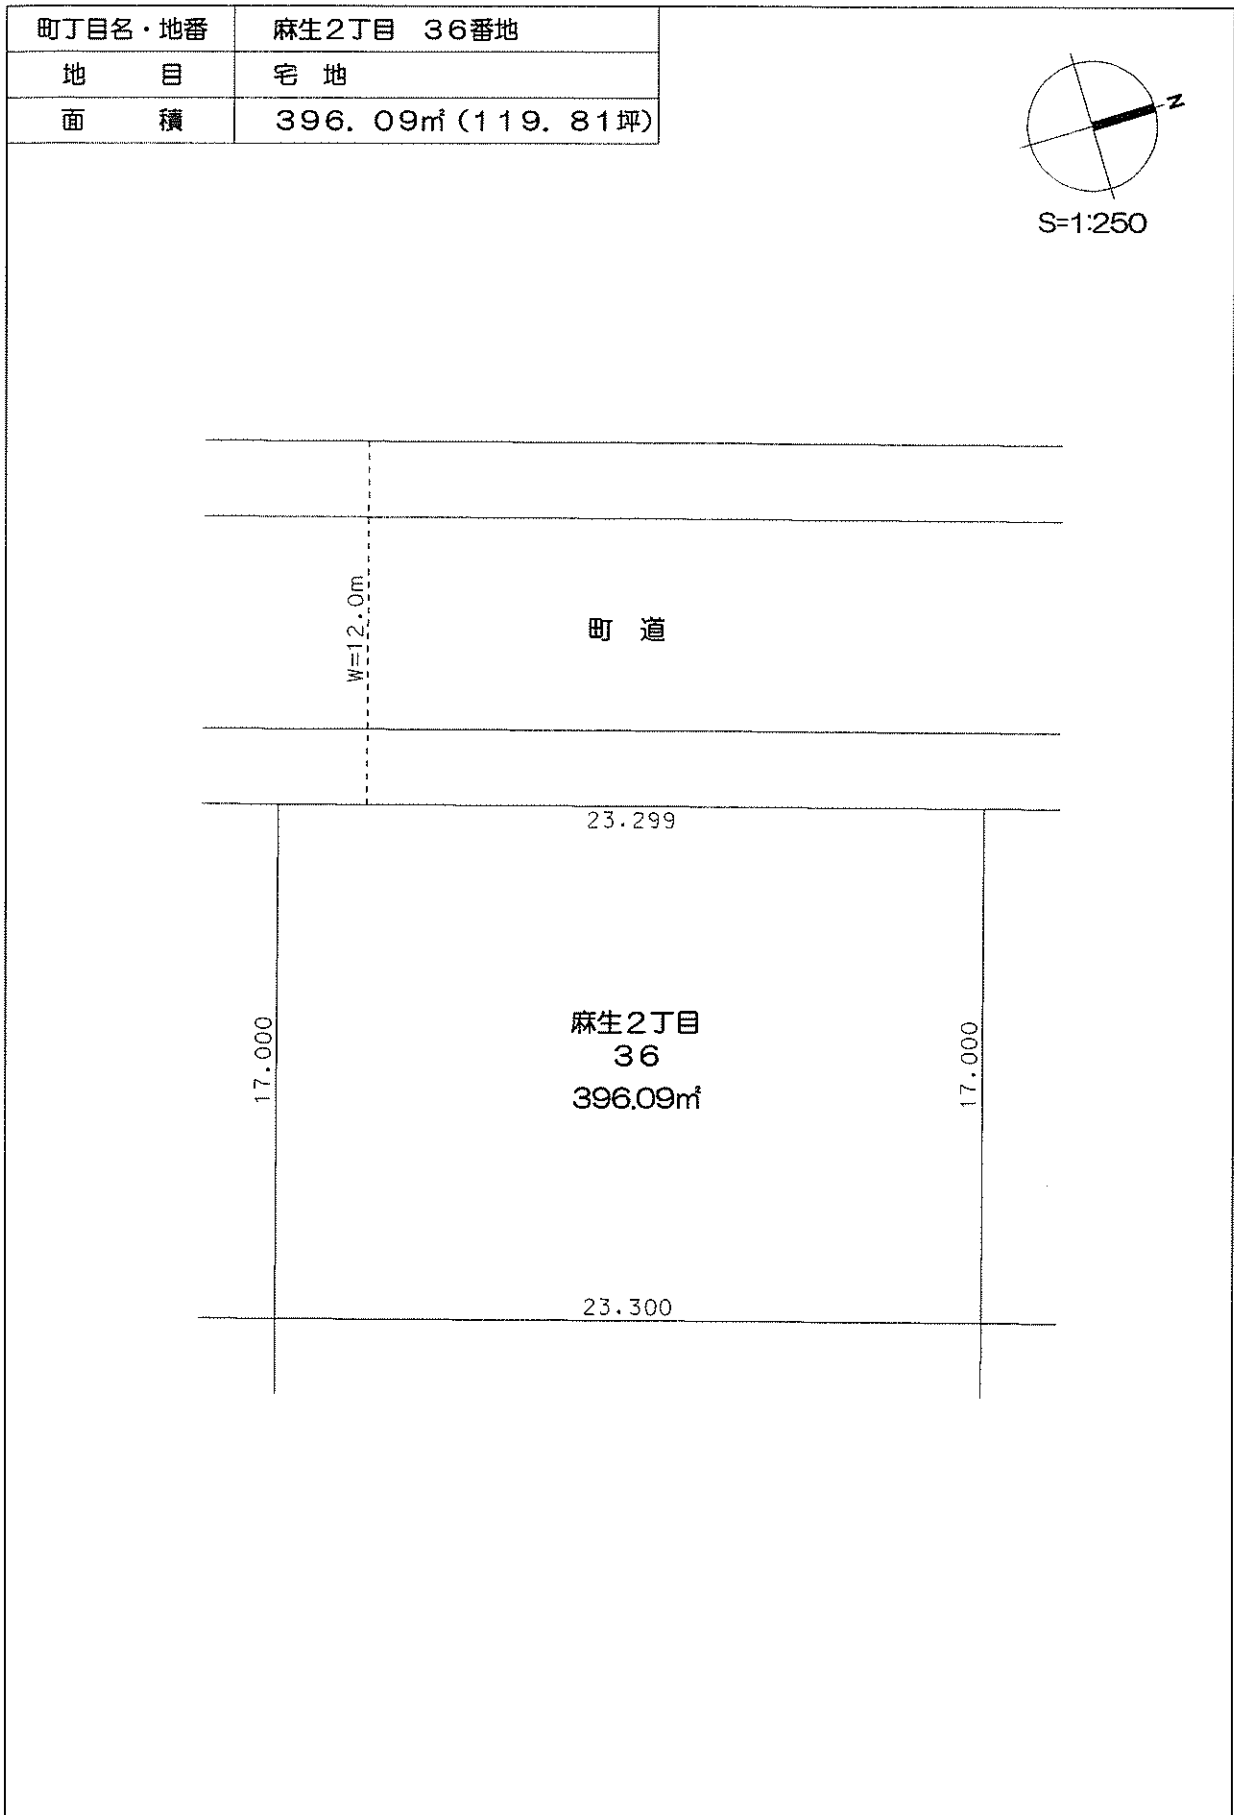 町丁目名・地番 麻生2丁目 36番地
地 目 宅 地
面 積 396. 09㎡(119. 81坪)
N
S=1:250
W=12.0m
町 道
23.299
17.000
麻生2丁目
36
396.09㎡
17.000
23.300